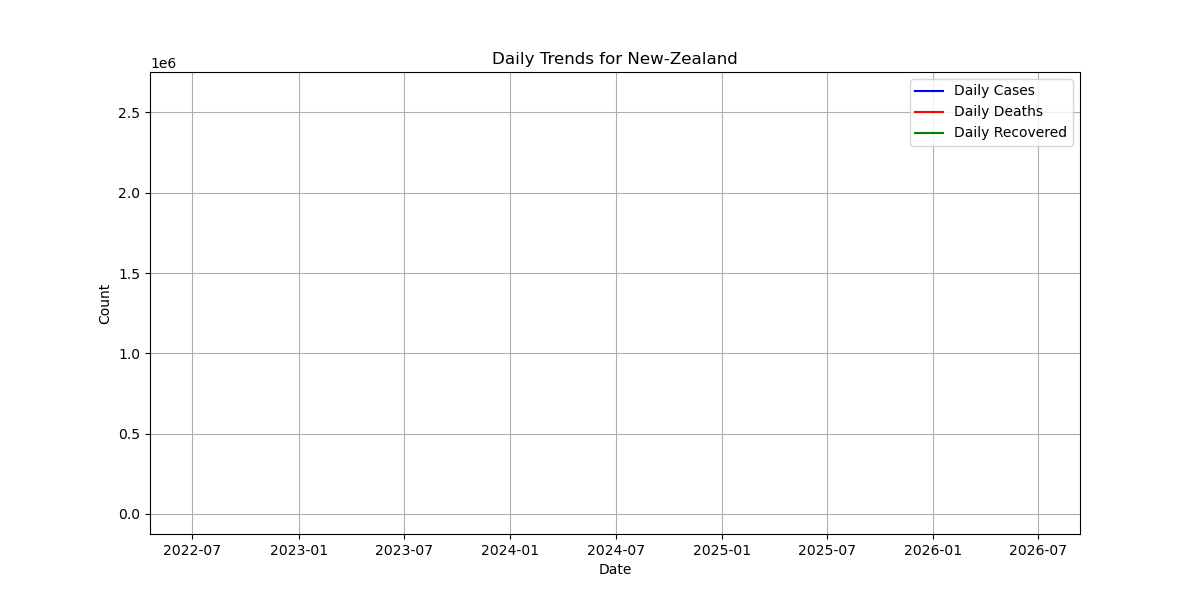 Daily Trends for New-Zealand
1e6
Daily Cases
Daily Deaths
Daily Recovered
2.5
2.0
1.5
1.0
0.5
0.0
Count
2022-07 2023-01 2023-07 2024-01 2024-07 2025-01 2025-07 2026-01 2026-07
Date